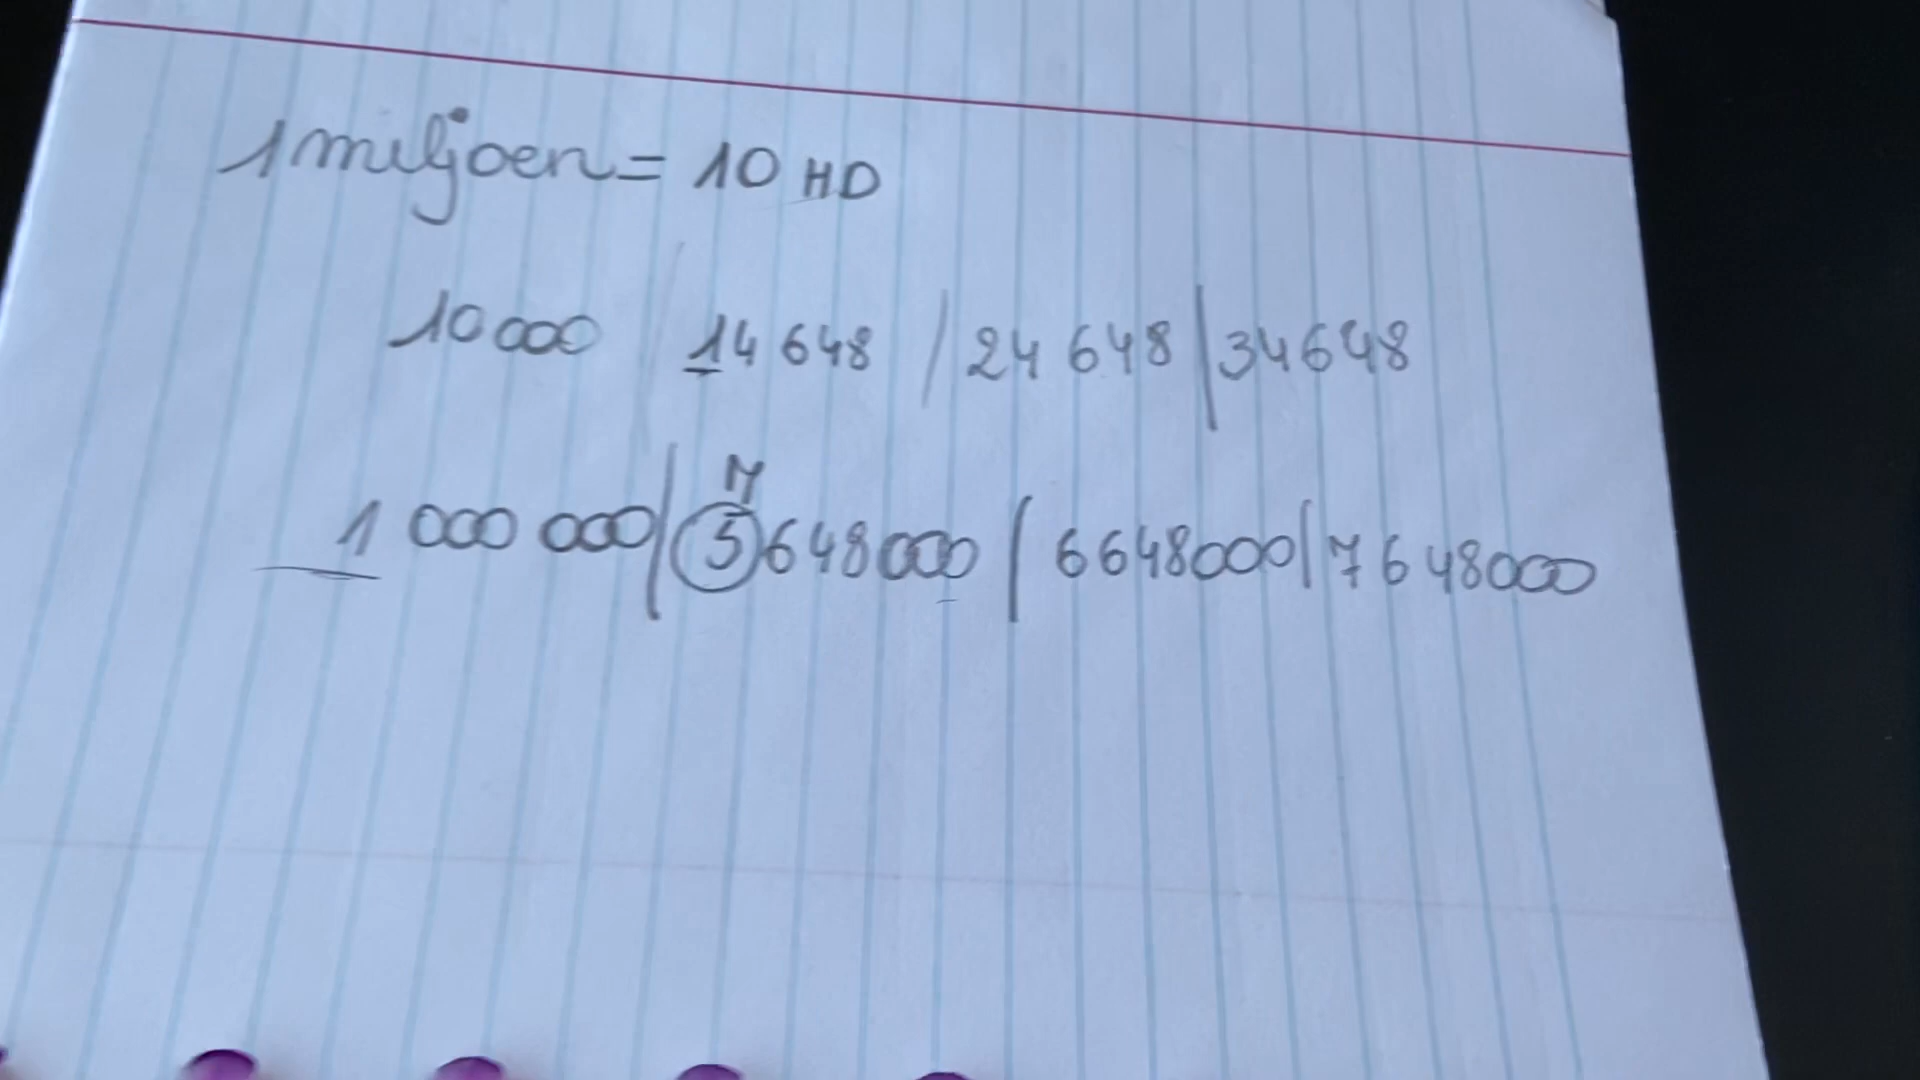 1 miljoen = 10 HD
10 000 / 14 648 / 24 648 | 34 648
M
1 000 000 | 5 648 000 / 6 648 000 | 7 648 000